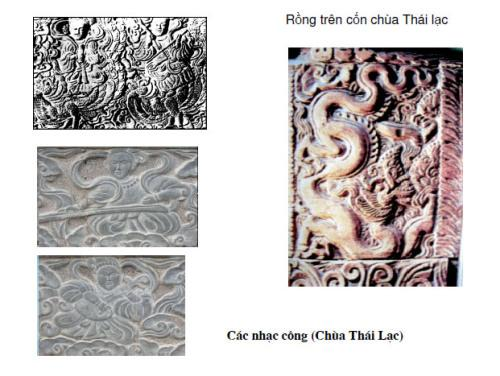 Rồng trên cốn chùa Thái lạc
Các nhạc công (Chùa Thái Lạc)